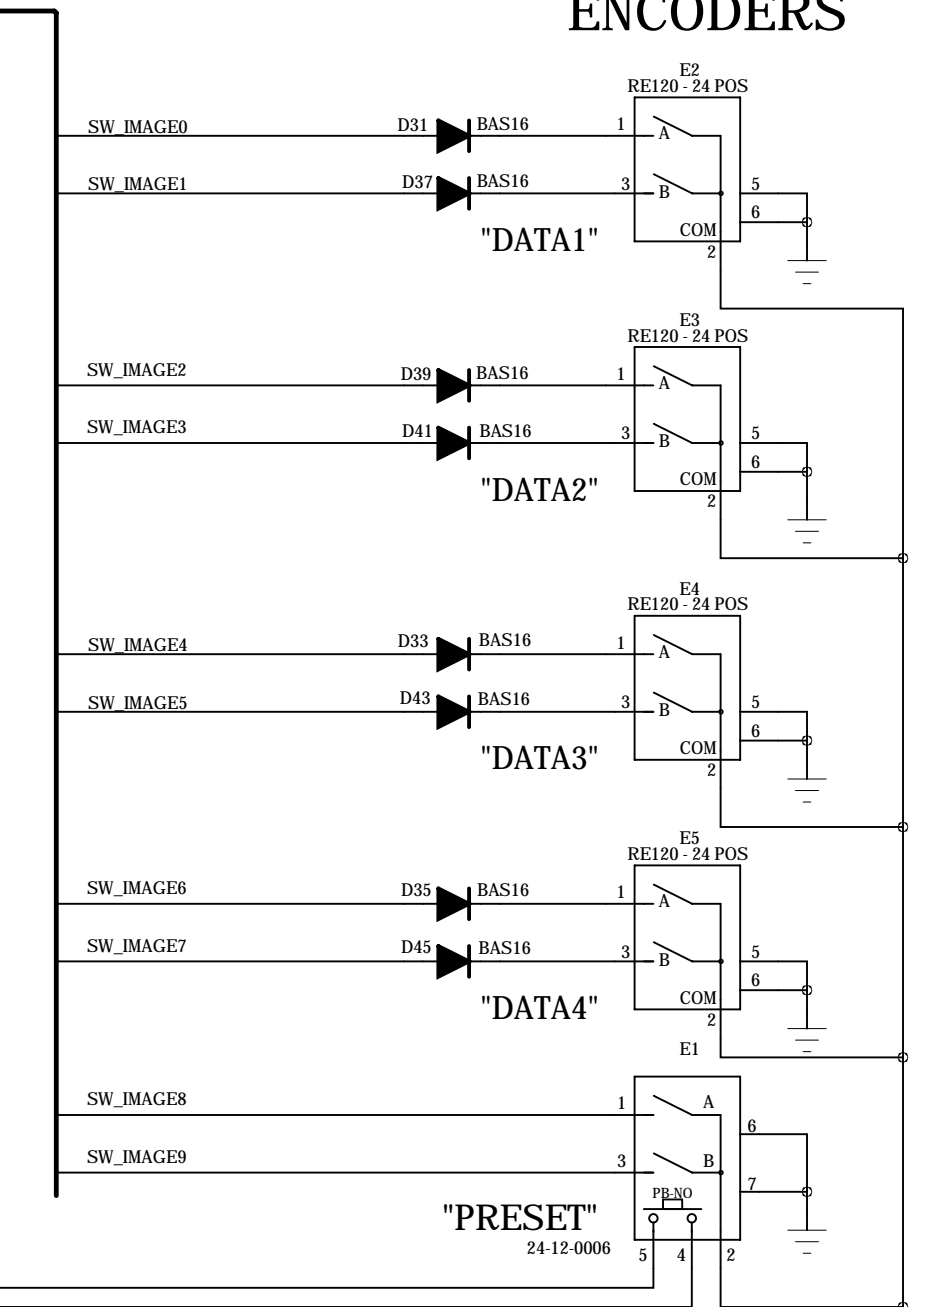 ENCODERS
E2
RE120 - 24 POS
SW_IMAGE0 D31 BAS16 1 A
SW_IMAGE1 D37 BAS16 3 B 5
6
"DATA1" COM
2
E3
RE120 - 24 POS
SW_IMAGE2 D39 BAS16 1 A
SW_IMAGE3 D41 BAS16 3 B 5
6
"DATA2" COM
2
E4
RE120 - 24 POS
SW_IMAGE4 D33 BAS16 1 A
SW_IMAGE5 D43 BAS16 3 B 5
6
"DATA3" COM
2
E5
RE120 - 24 POS
SW_IMAGE6 D35 BAS16 1 A
SW_IMAGE7 D45 BAS16 3 B 5
6
"DATA4" COM
2
E1
SW_IMAGE8 1 A
6
SW_IMAGE9 3 B
7
PB-NO
"PRESET"
24-12-0006
5 4 2